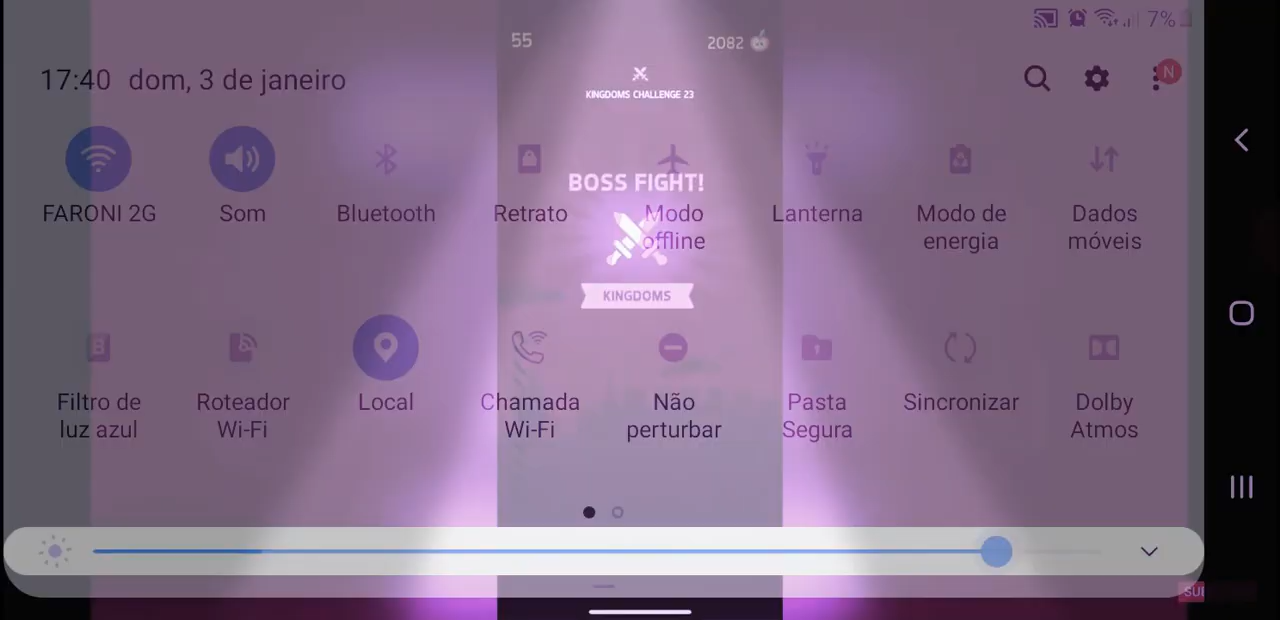 7%
55
2082
17:40 dom, 3 de janeiro
N
KINGDOMS CHALLENGE 23
BOSS FIGHT!
FARONI 2G
Som
Bluetooth
Retrato
Modo
offline
Lanterna
Modo de
energia
Dados
móveis
KINGDOMS
Filtro de
luz azul
Roteador
Wi-Fi
Local
Chamada
Wi-Fi
Não
perturbar
Pasta
Segura
Sincronizar
Dolby
Atmos